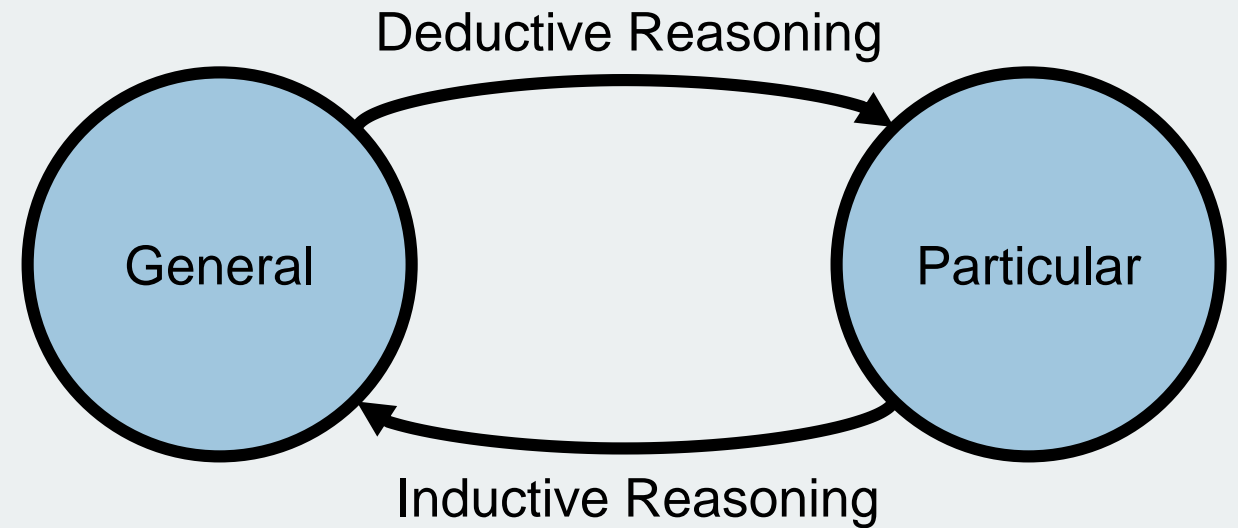 Deductive Reasoning
General
Particular
Inductive Reasoning